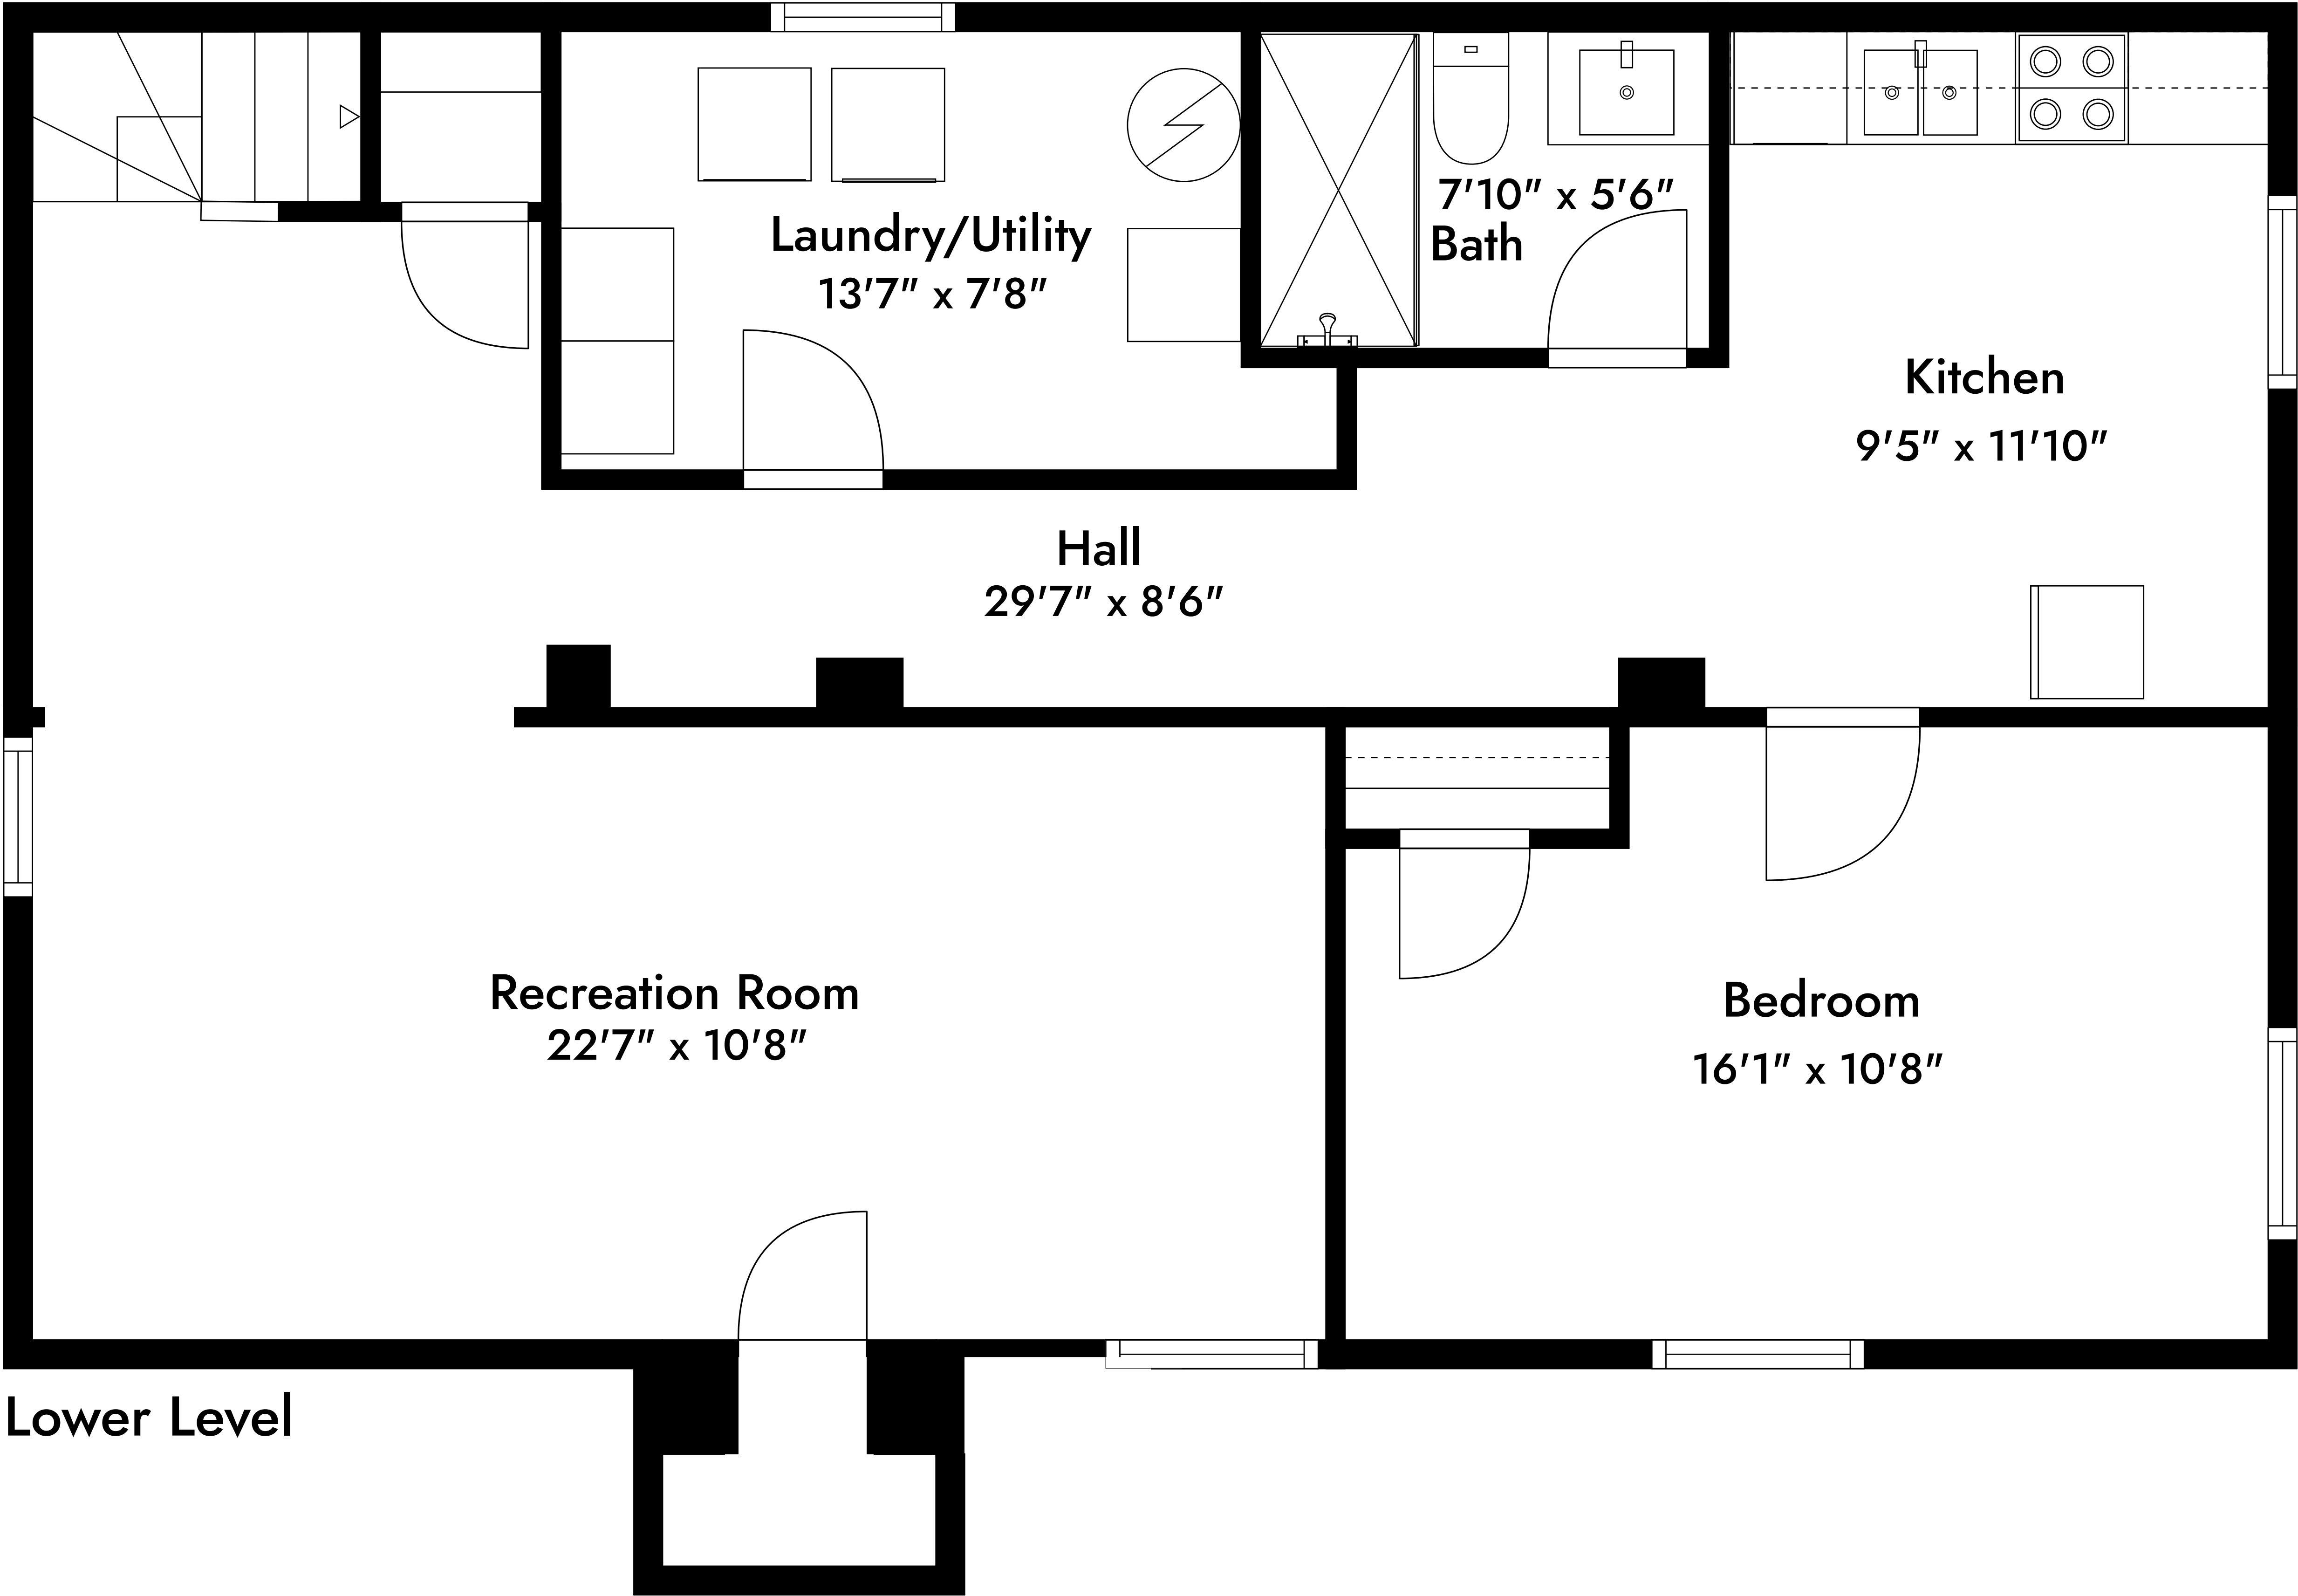 7'10" x 5'6"
Bath
Laundry/Utility
13'7" x 7'8"
Kitchen
9'5" x 11'10"
Hall
29'7" x 8'6"
Recreation Room
22'7" x 10'8"
Bedroom
16'1" x 10'8"
Lower Level